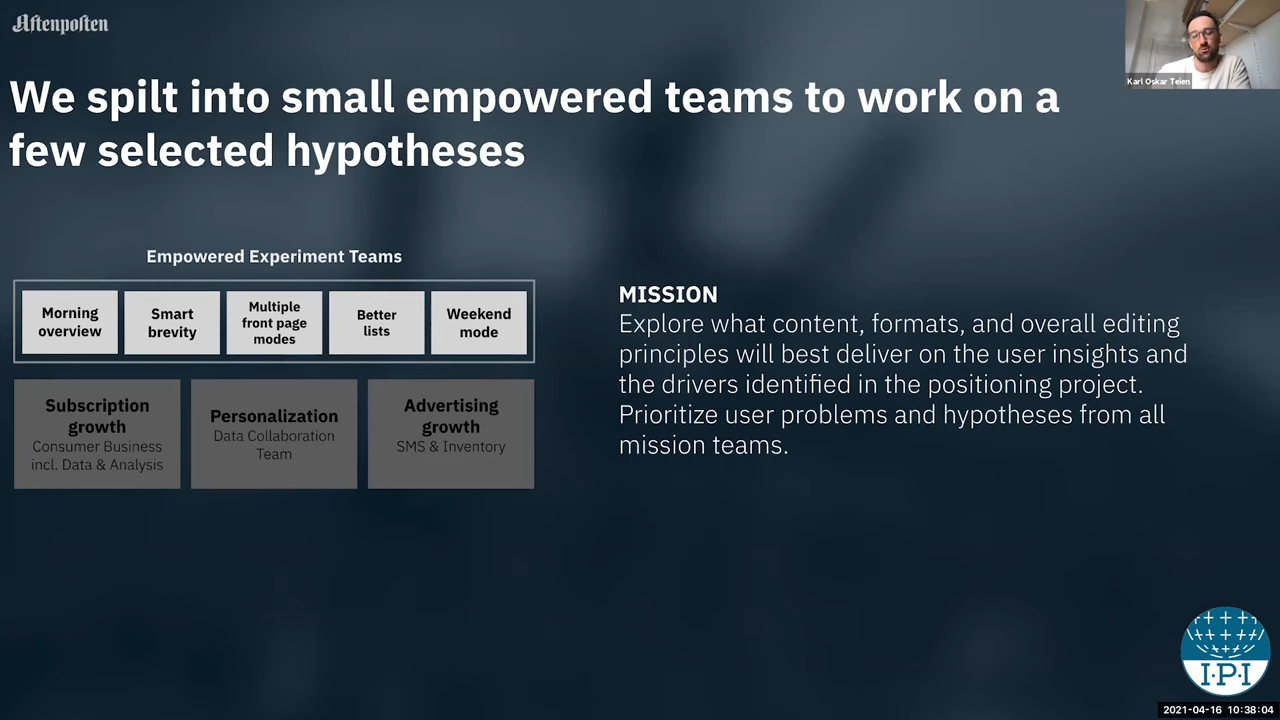 Aftenposten
Karl Oskar Teien
We spilt into small empowered teams to work on a
few selected hypotheses
Empowered Experiment Teams
Morning
overview
Smart
brevity
Multiple
front page
modes
Better
lists
Weekend
mode
Subscription
growth
Consumer Business
incl. Data & Analysis
Personalization
Data Collaboration
Team
Advertising
growth
SMS & Inventory
MISSION
Explore what content, formats, and overall editing
principles will best deliver on the user insights and
the drivers identified in the positioning project.
Prioritize user problems and hypotheses from all
mission teams.
I·P·I
2021-04-16 10:38:04